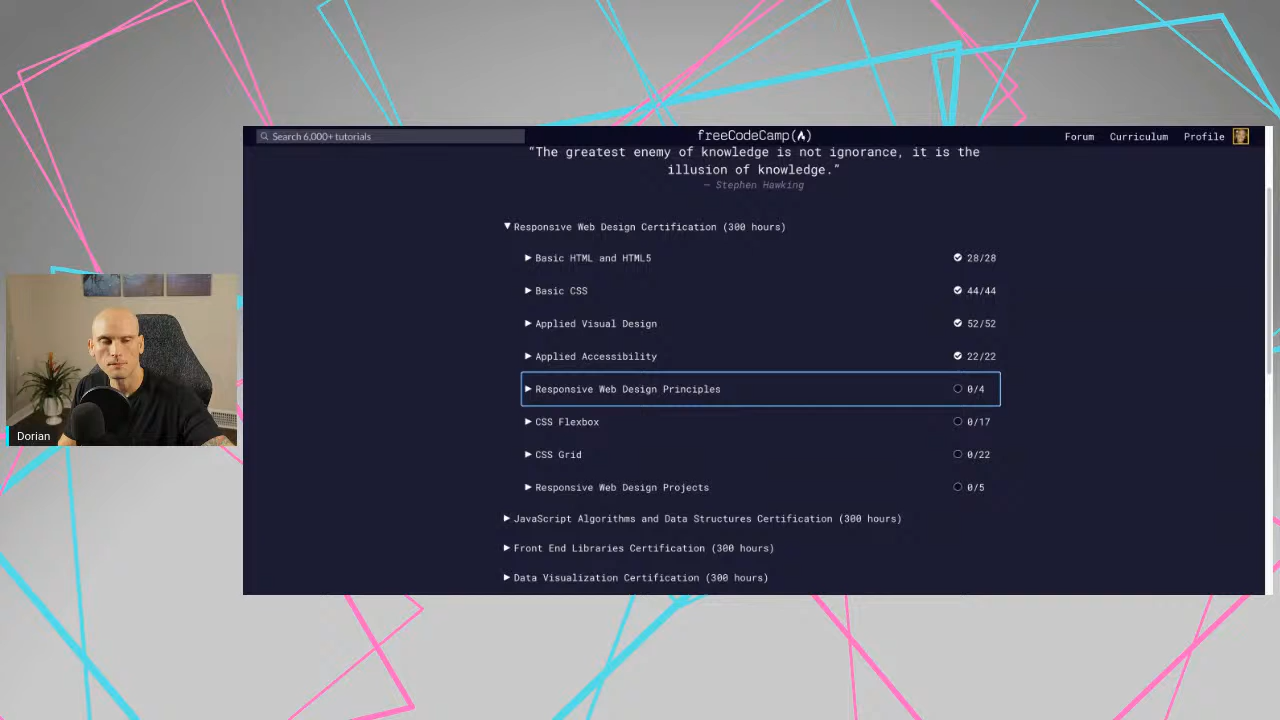 Search 6,000+ tutorials
freeCodeCamp
Forum
Curriculum
Profile
"The greatest enemy of knowledge is not ignorance, it is the
illusion of knowledge."
— Stephen Hawking
Responsive Web Design Certification (300 hours)
Basic HTML and HTML5 28/28
Basic CSS 44/44
Applied Visual Design 52/52
Applied Accessibility 22/22
Responsive Web Design Principles 0/4
CSS Flexbox 0/17
CSS Grid 0/22
Responsive Web Design Projects 0/5
JavaScript Algorithms and Data Structures Certification (300 hours)
Front End Libraries Certification (300 hours)
Data Visualization Certification (300 hours)
Dorian